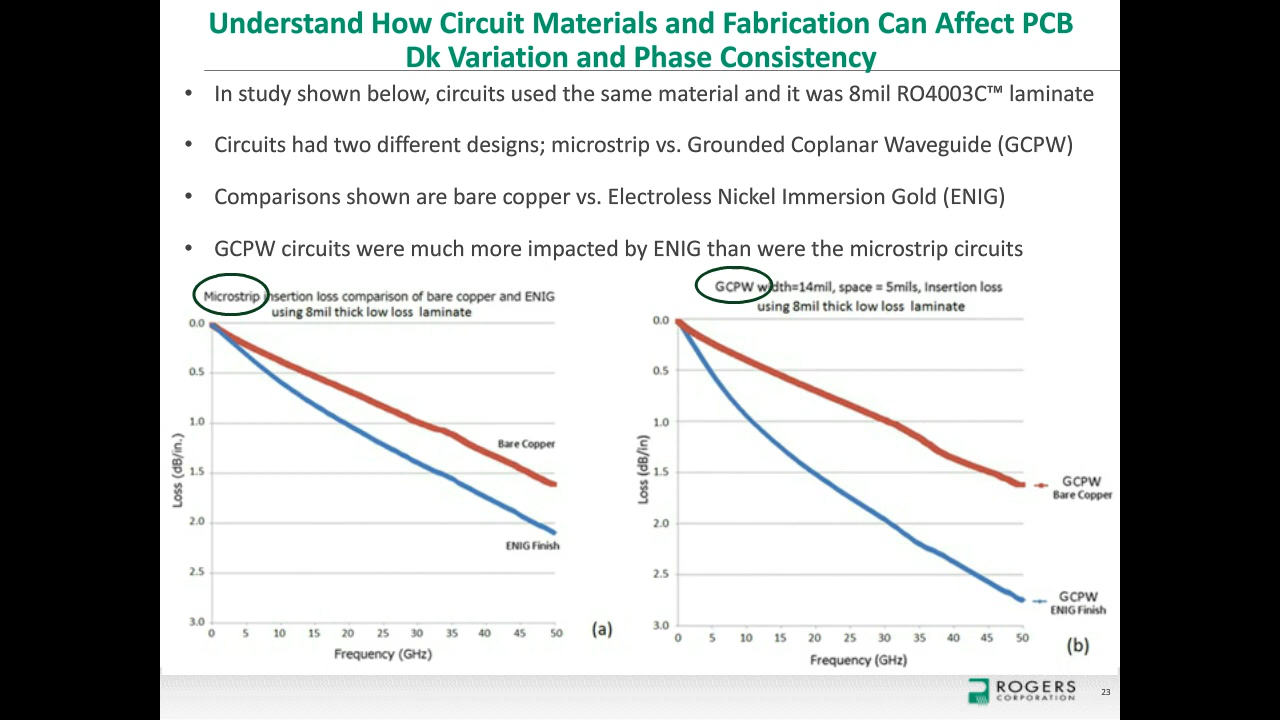 Understand How Circuit Materials and Fabrication Can Affect PCB
Dk Variation and Phase Consistency
• In study shown below, circuits used the same material and it was 8mil RO4003C™ laminate
• Circuits had two different designs; microstrip vs. Grounded Coplanar Waveguide (GCPW)
• Comparisons shown are bare copper vs. Electroless Nickel Immersion Gold (ENIG)
• GCPW circuits were much more impacted by ENIG than were the microstrip circuits
Microstrip insertion loss comparison of bare copper and ENIG
using 8mil thick low loss laminate
0.0
0.5
1.0
1.5
2.0
2.5
3.0
Loss (dB/in.)
Bare Copper
ENIG Finish
0 5 10 15 20 25 30 35 40 45 50
Frequency (GHz)
(a)
GCPW width=14mil, space = 5mils, Insertion loss
using 8mil thick low loss laminate
0.0
0.5
1.0
1.5
2.0
2.5
3.0
Loss (dB/in)
GCPW
Bare Copper
GCPW
ENIG Finish
0 5 10 15 20 25 30 35 40 45 50
Frequency (GHz)
(b)
ROGERS
CORPORATION
23